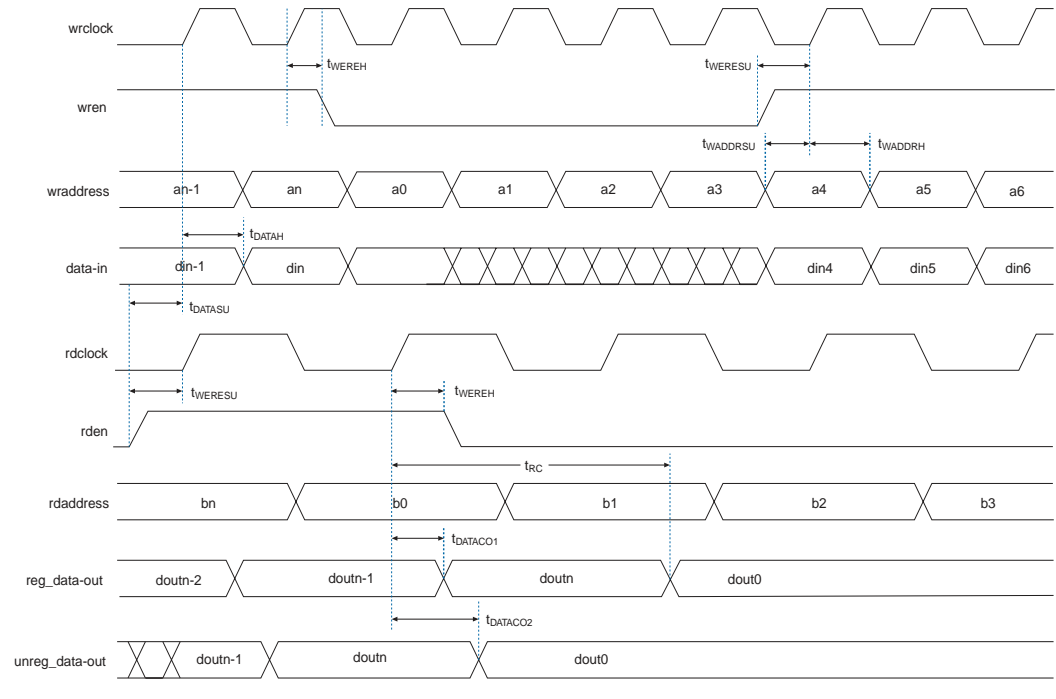 wrclock
tWEREH
tWERESU
wren
tWADDRSU
tWADDRH
wraddress an-1 an a0 a1 a2 a3 a4 a5 a6
tDATAH
data-in din-1 din din4 din5 din6
tDATASU
rdclock
tWERESU
tWEREH
rden
tRC
rdaddress bn b0 b1 b2 b3
tDATACO1
reg_data-out doutn-2 doutn-1 doutn dout0
tDATACO2
unreg_data-out doutn-1 doutn dout0